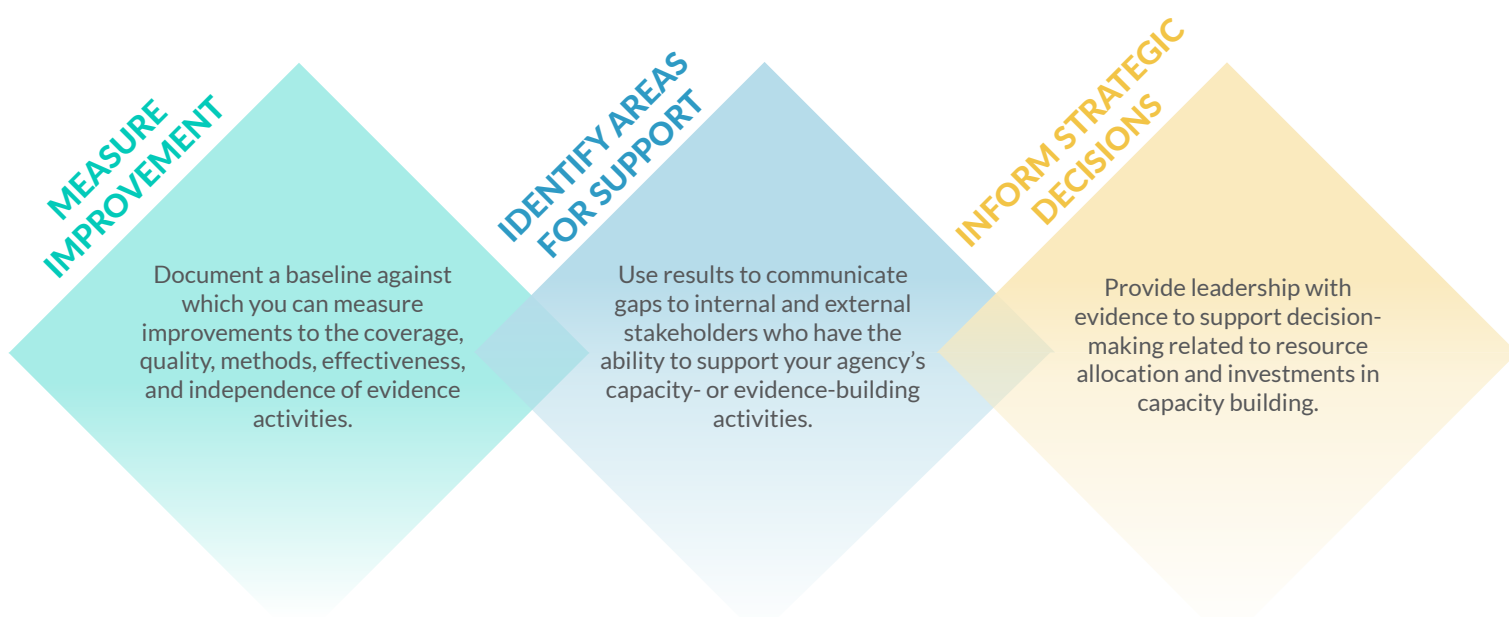 MEASURE
IMPROVEMENT
Document a baseline against
which you can measure
improvements to the coverage,
quality, methods, effectiveness,
and independence of evidence
activities.
IDENTIFY AREAS
FOR SUPPORT
Use results to communicate
gaps to internal and external
stakeholders who have the
ability to support your agency’s
capacity- or evidence-building
activities.
INFORM STRATEGIC
DECISIONS
Provide leadership with
evidence to support decision-
making related to resource
allocation and investments in
capacity building.